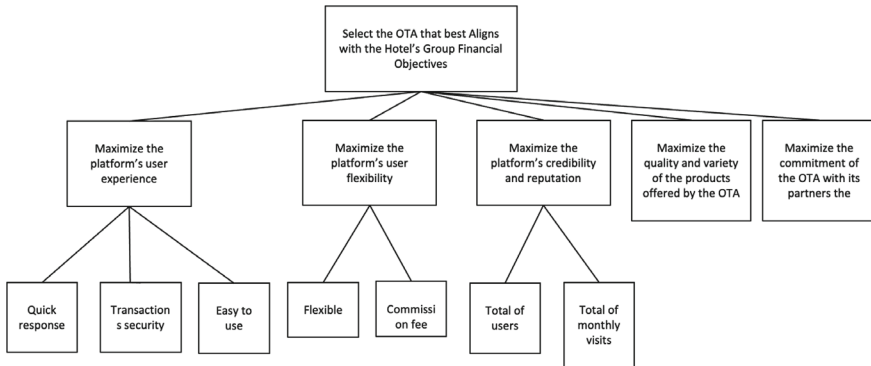 Select the OTA that best Aligns
with the Hotel's Group Financial
Objectives
Maximize the
platform's user
experience
Maximize the
platform's user
flexibility
Maximize the
platform's credibility
and reputation
Maximize the
quality and variety
of the products
offered by the OTA
Maximize the
commitment of
the OTA with its
partners the
Quick
response
Transaction
s security
Easy to
use
Flexible
Commissi
on fee
Total of
users
Total of
monthly
visits